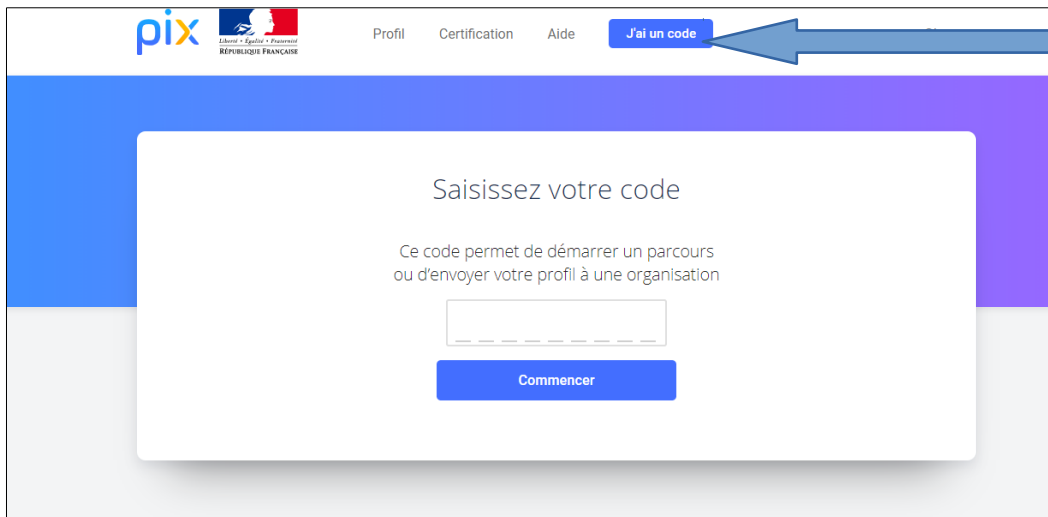 pix
Liberté • Égalité • Fraternité
RÉPUBLIQUE FRANÇAISE
Profil Certification Aide J'ai un code
Saisissez votre code
Ce code permet de démarrer un parcours
ou d'envoyer votre profil à une organisation
Commencer